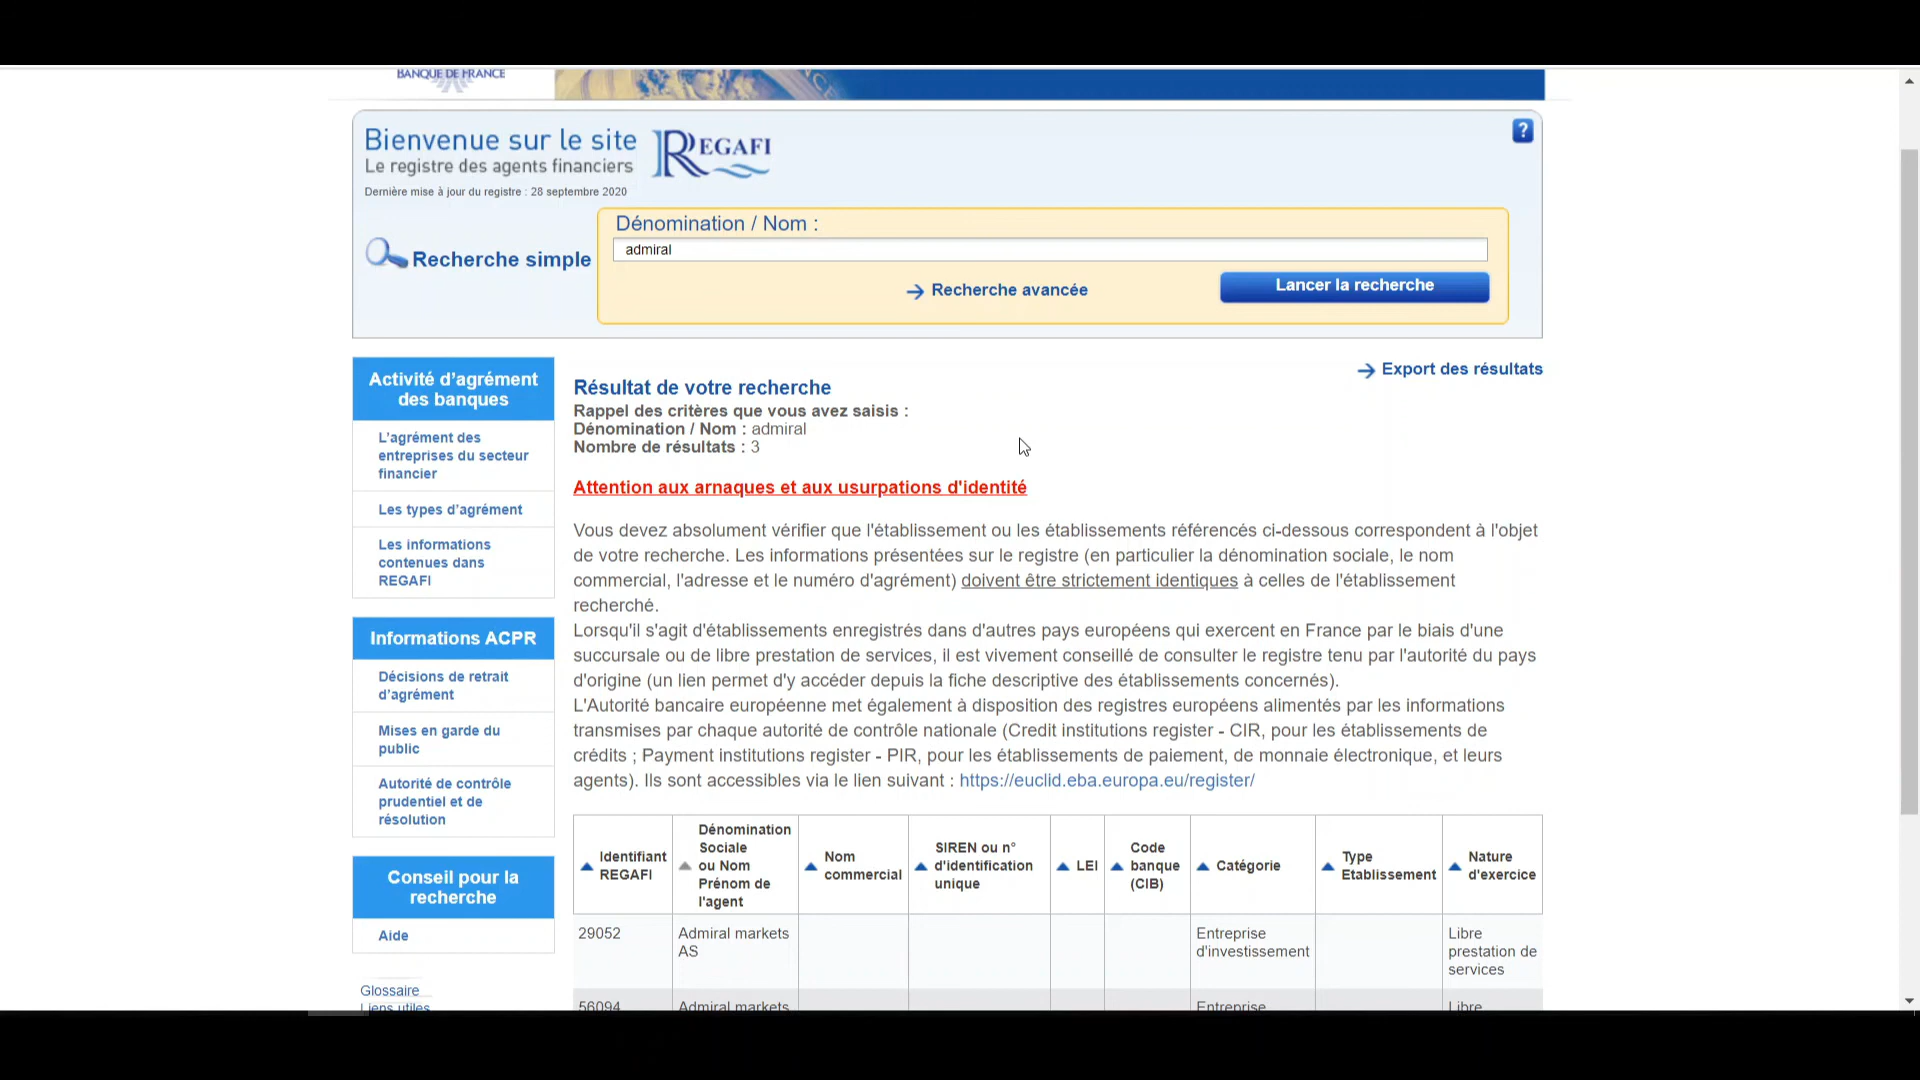 BANQUE DE FRANCE
Bienvenue sur le site
REGAFI
Le registre des agents financiers
Dernière mise à jour du registre : 28 septembre 2020
?
Dénomination / Nom :
admiral
Recherche simple
Recherche avancée
Lancer la recherche
Activité d'agrément
des banques
L'agrément des
entreprises du secteur
financier
Les types d'agrément
Les informations
contenues dans
REGAFI
Informations ACPR
Décisions de retrait
d'agrément
Mises en garde du
public
Autorité de contrôle
prudentiel et de
résolution
Conseil pour la
recherche
Aide
Glossaire
Liens utiles
Export des résultats
Résultat de votre recherche
Rappel des critères que vous avez saisis :
Dénomination / Nom : admiral
Nombre de résultats : 3
Attention aux arnaques et aux usurpations d'identité
Vous devez absolument vérifier que l'établissement ou les établissements référencés ci-dessous correspondent à l'objet
de votre recherche. Les informations présentées sur le registre (en particulier la dénomination sociale, le nom
commercial, l'adresse et le numéro d'agrément) doivent être strictement identiques à celles de l'établissement
recherché.
Lorsqu'il s'agit d'établissements enregistrés dans d'autres pays européens qui exercent en France par le biais d'une
succursale ou de libre prestation de services, il est vivement conseillé de consulter le registre tenu par l'autorité du pays
d'origine (un lien permet d'y accéder depuis la fiche descriptive des établissements concernés).
L'Autorité bancaire européenne met également à disposition des registres européens alimentés par les informations
transmises par chaque autorité de contrôle nationale (Credit institutions register - CIR, pour les établissements de
crédits ; Payment institutions register - PIR, pour les établissements de paiement, de monnaie électronique, et leurs
agents). Ils sont accessibles via le lien suivant : https://euclid.eba.europa.eu/register/
Identifiant
REGAFI
Dénomination
Sociale
ou Nom
Prénom de
l'agent
Nom
commercial
SIREN ou n°
d'identification
unique
LEI
Code
banque
(CIB)
Catégorie
Type
Etablissement
Nature
d'exercice
29052
Admiral markets
AS
Entreprise
d'investissement
Libre
prestation de
services
56094
Admiral markets
Entreprise
Libre